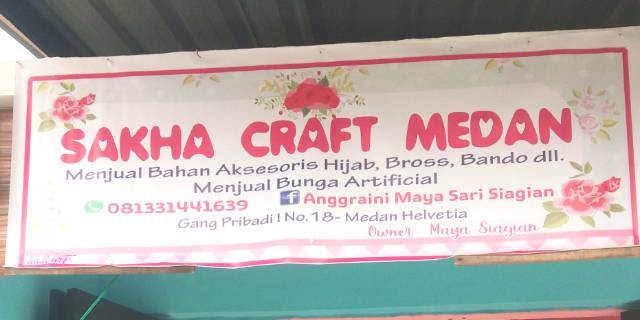 SAKHA CRAFT MEDAN
Menjual Bahan Aksesoris Hijab, Bross, Bando dll.
Menjual Bunga Artificial
081331441639 Anggraini Maya Sari Siagian
Gang Pribadi I No.18- Medan Helvetia
Owner Maya Siagian